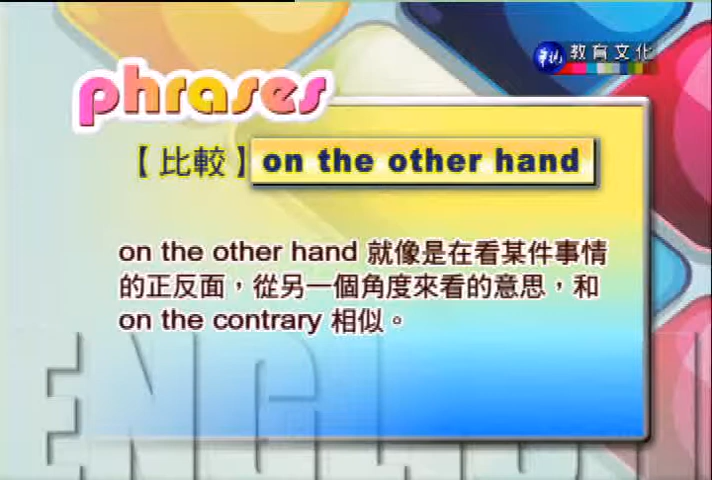 教育文化
phrases
【比較】on the other hand
on the other hand 就像是在看某件事情
的正反面，從另一個角度來看的意思，和
on the contrary 相似。
ENGLISH